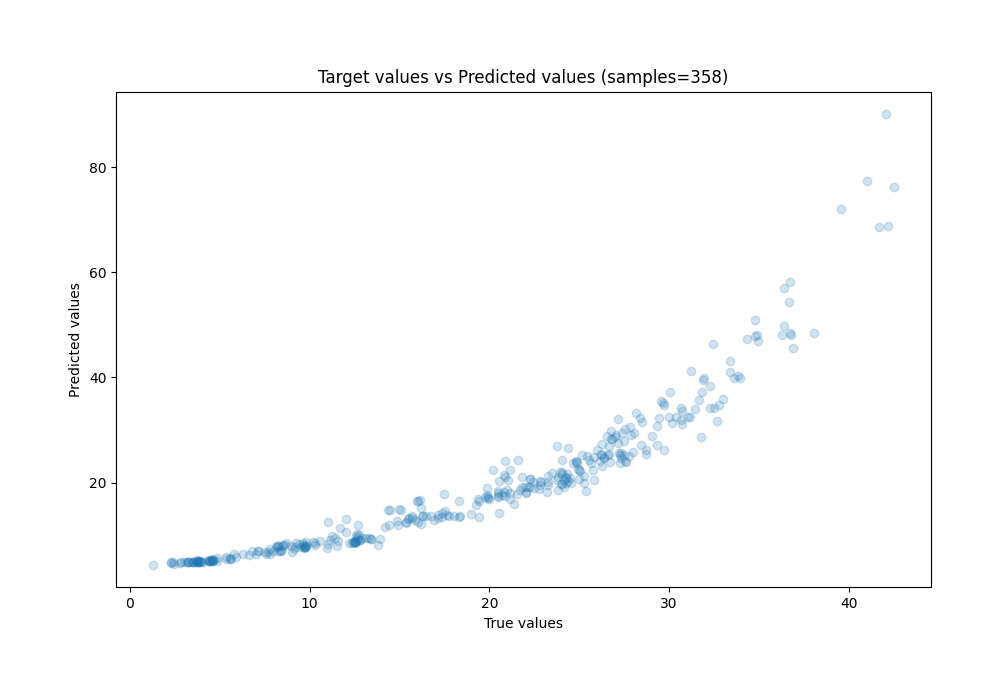 Target values vs Predicted values (samples=358)
80
60
40
20
Predicted values
0 10 20 30 40
True values